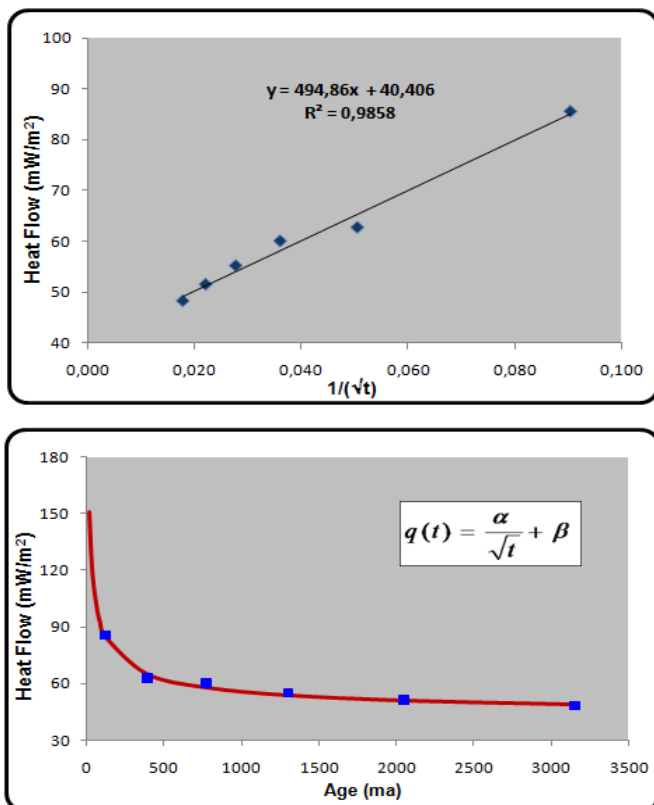 100
90
80
70
60
50
40
Heat Flow (mW/m²)
y = 494,86x + 40,406
R² = 0,9858
0,000 0,020 0,040 0,060 0,080 0,100
1/(√t)
180
150
120
90
60
30
Heat Flow (mW/m²)
q(t) = α/√t + β
0 500 1000 1500 2000 2500 3000 3500
Age (ma)